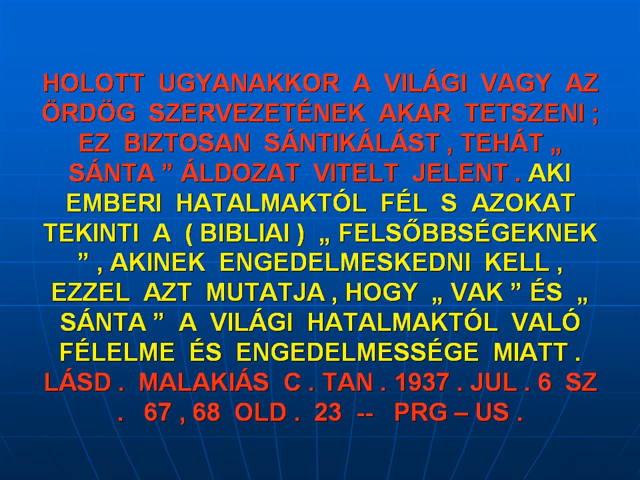 HOLOTT UGYANAKKOR A VILÁGI VAGY AZ
ÖRDÖG SZERVEZETÉNEK AKAR TETSZENI ;
EZ BIZTOSAN SÁNTIKÁLÁST , TEHÁT „
SÁNTA ” ÁLDOZAT VITELT JELENT . AKI
EMBERI HATALMAKTÓL FÉL S AZOKAT
TEKINTI A ( BIBLIAI ) „ FELSŐBBSÉGEKNEK
” , AKINEK ENGEDELMESKEDNI KELL ,
EZZEL AZT MUTATJA , HOGY „ VAK ” ÉS „
SÁNTA ” A VILÁGI HATALMAKTÓL VALÓ
FÉLELME ÉS ENGEDELMESSÉGE MIATT .
LÁSD . MALAKIÁS C . TAN . 1937 . JUL . 6 SZ
. 67 , 68 OLD . 23 -- PRG – US .